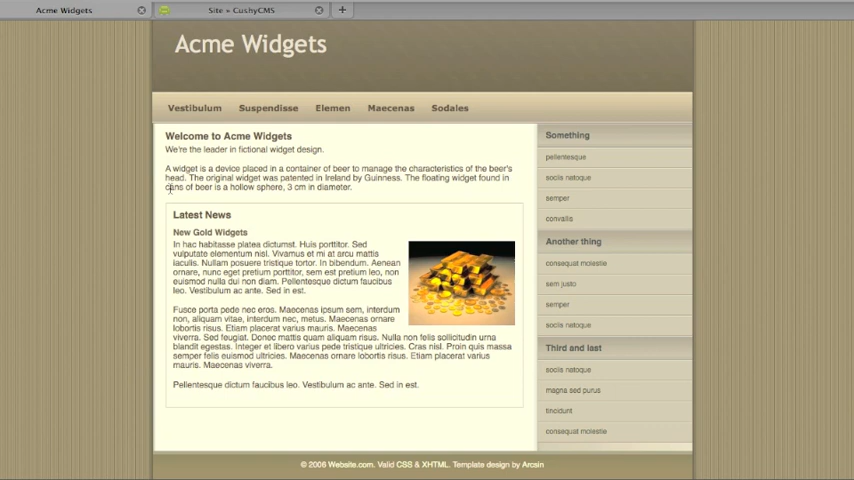 Acme Widgets
Site » CushyCMS
Acme Widgets
Vestibulum Suspendisse Elemen Maecenas Sodales
Welcome to Acme Widgets
We're the leader in fictional widget design.
A widget is a device placed in a container of beer to manage the characteristics of the beer's
head. The original widget was patented in Ireland by Guinness. The floating widget found in
cans of beer is a hollow sphere, 3 cm in diameter.
Latest News
New Gold Widgets
In hac habitasse platea dictumst. Huis porttitor. Sed
vulputate elementum nisl. Vivamus et mi at arcu mattis
iaculis. Nullam posuere tristique tortor. In bibendum. Aenean
ornare, nunc eget pretium porttitor, sem est pretium leo, non
euismod nulla dui non diam. Pellentesque dictum faucibus
leo. Vestibulum ac ante. Sed in est.
Fusce porta pede nec eros. Maecenas ipsum sem, interdum
non, aliquam vitae, interdum nec, metus. Maecenas ornare
lobortis risus. Etiam placerat varius mauris. Maecenas
viverra. Sed feugiat. Donec mattis quam aliquam risus. Nulla non felis sollicitudin urna
blandit egestas. Integer et libero varius pede tristique ultricies. Cras nisl. Proin quis massa
semper felis euismod ultricies. Maecenas ornare lobortis risus. Etiam placerat varius
mauris. Maecenas viverra.
Pellentesque dictum faucibus leo. Vestibulum ac ante. Sed in est.
Something
pellentesque
sociis natoque
semper
convallis
Another thing
consequat molestie
sem justo
semper
sociis natoque
Third and last
sociis natoque
magna sed purus
tincidunt
consequat molestie
© 2006 Website.com. Valid CSS & XHTML. Template design by Arcsin